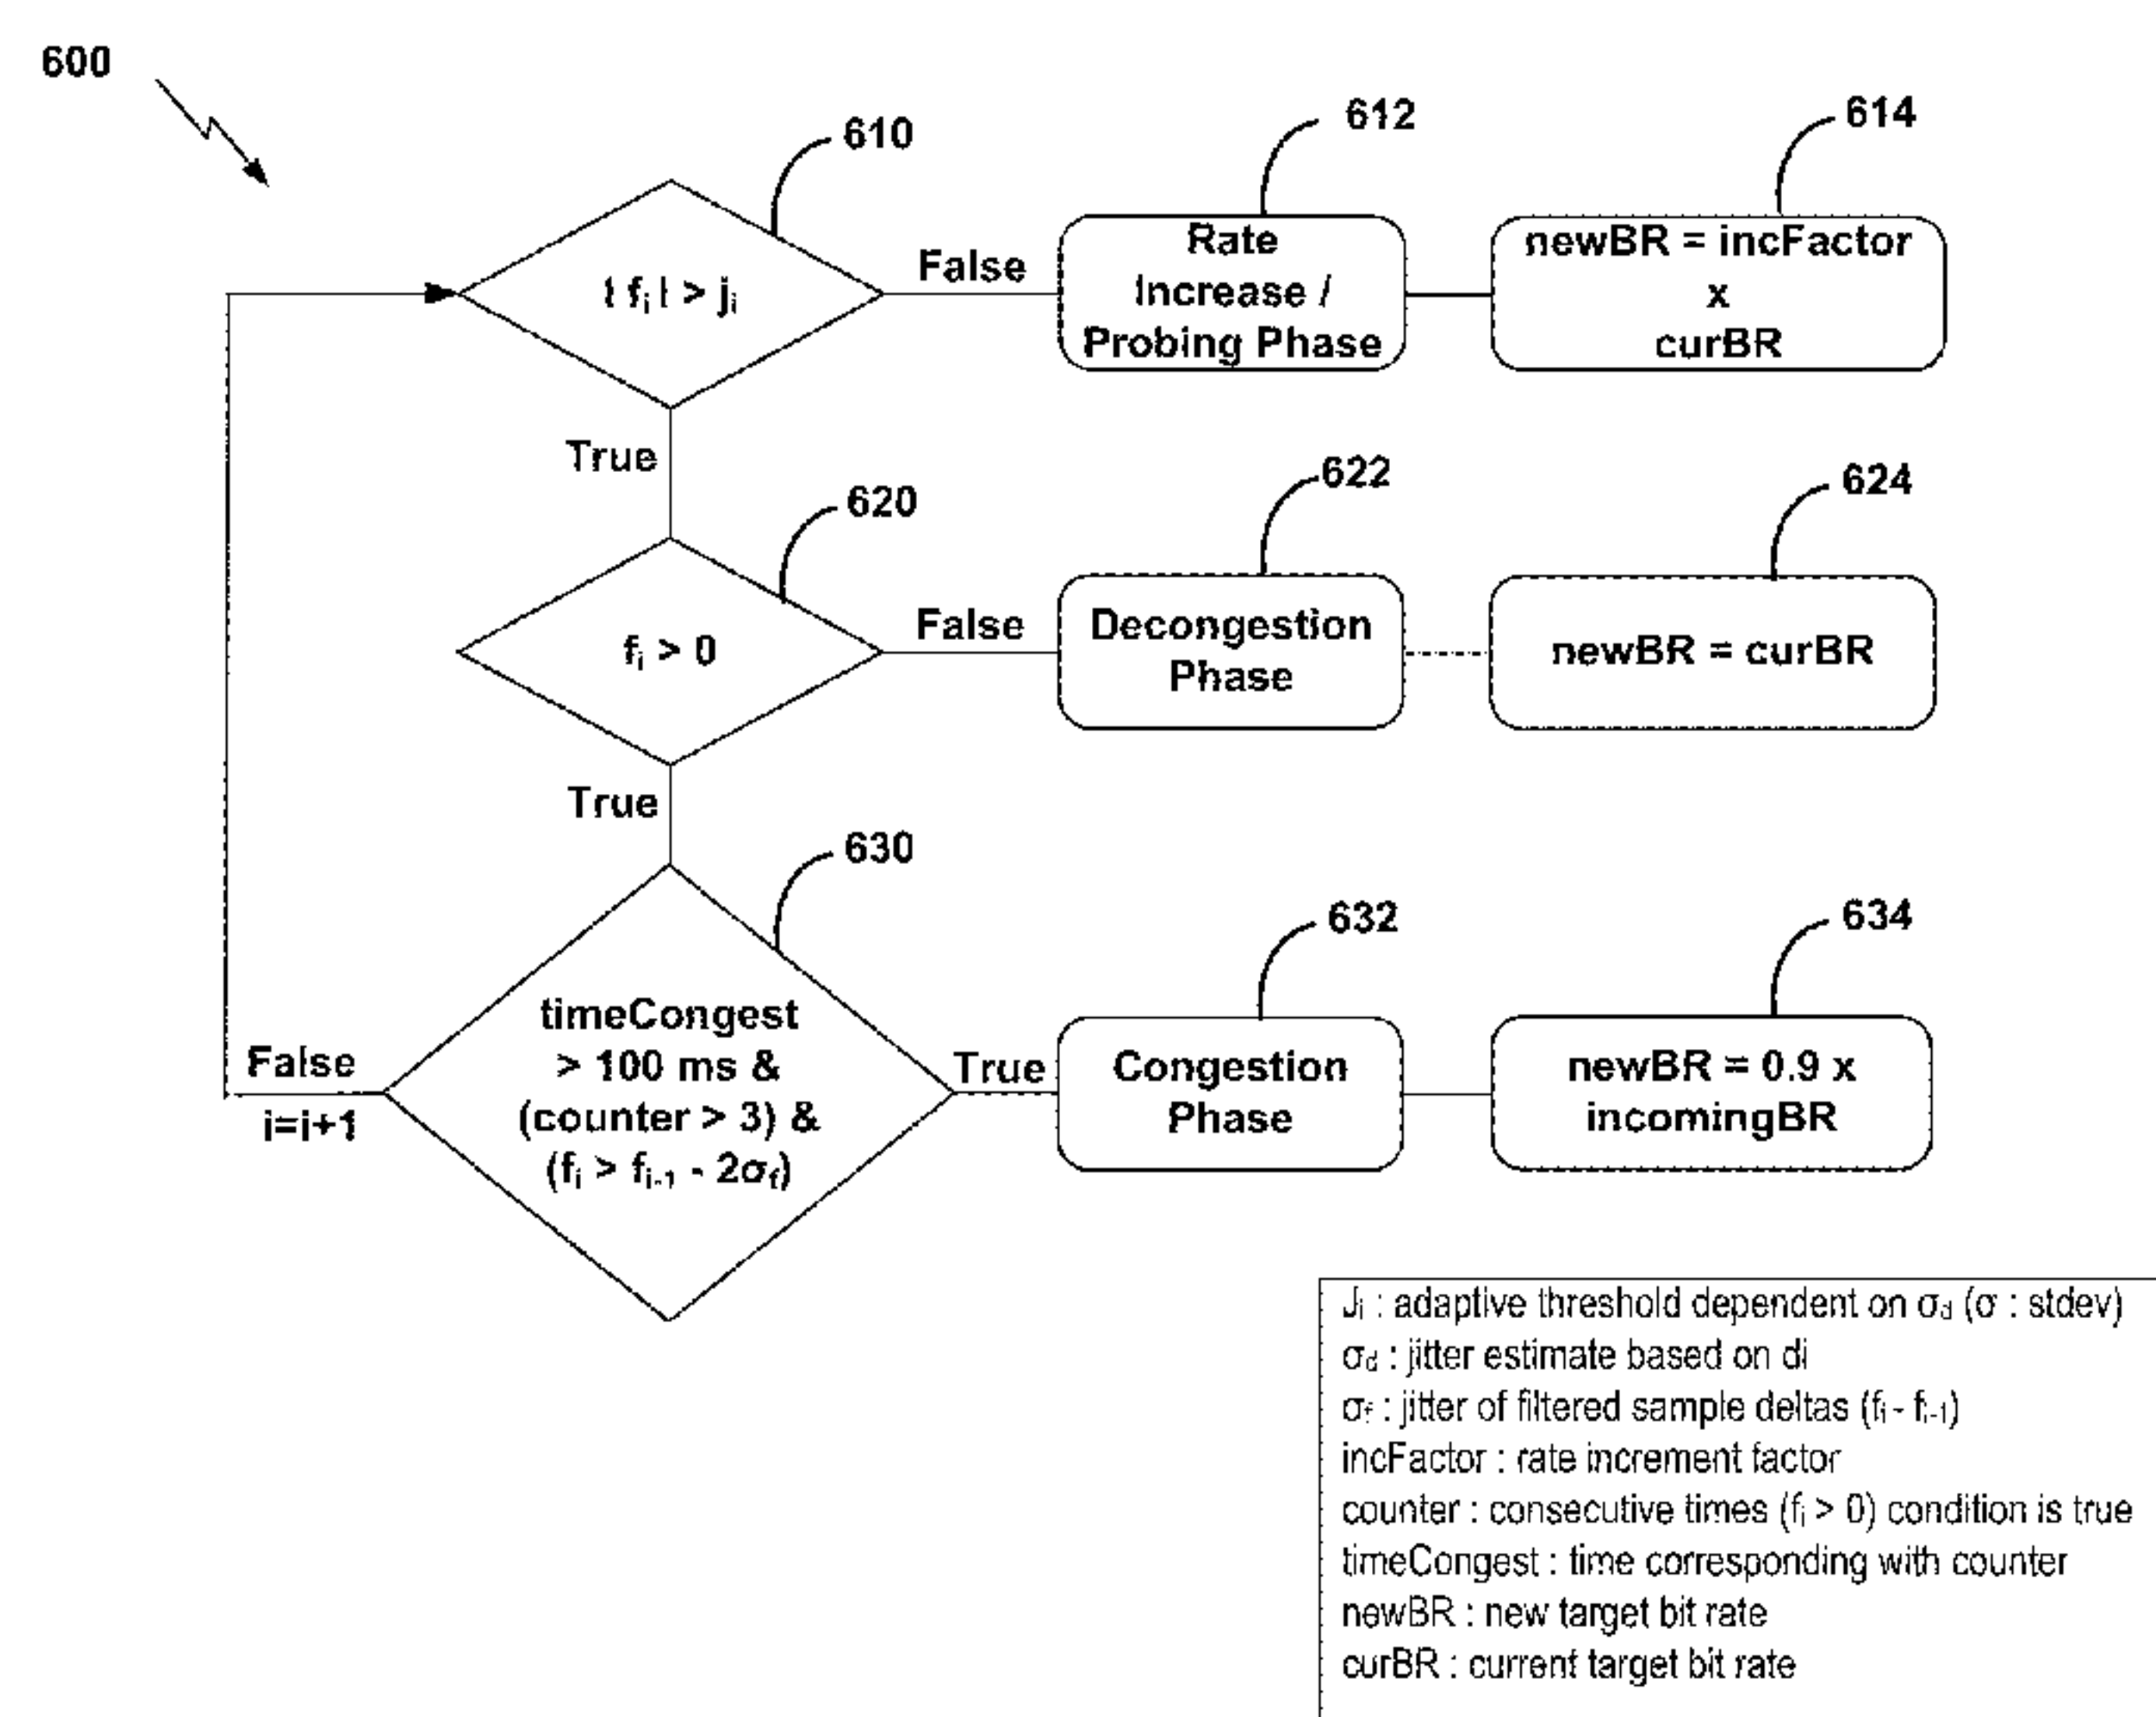 600
610
612
614
| fᵢ | > jᵢ
False
Rate
Increase /
Probing Phase
newBR = incFactor
x
curBR
True
620
622
624
fᵢ > 0
False
Decongestion
Phase
newBR = curBR
True
630
632
634
timeCongest
> 100 ms &
(counter > 3) &
(fᵢ > fᵢ₋₁ - 2σf)
False
i=i+1
True
Congestion
Phase
newBR = 0.9 x
incomingBR
Jᵢ : adaptive threshold dependent on σd (σ : stdev)
σd : jitter estimate based on di
σf : jitter of filtered sample deltas (fᵢ - fᵢ₋₁)
incFactor : rate increment factor
counter : consecutive times (fᵢ > 0) condition is true
timeCongest : time corresponding with counter
newBR : new target bit rate
curBR : current target bit rate